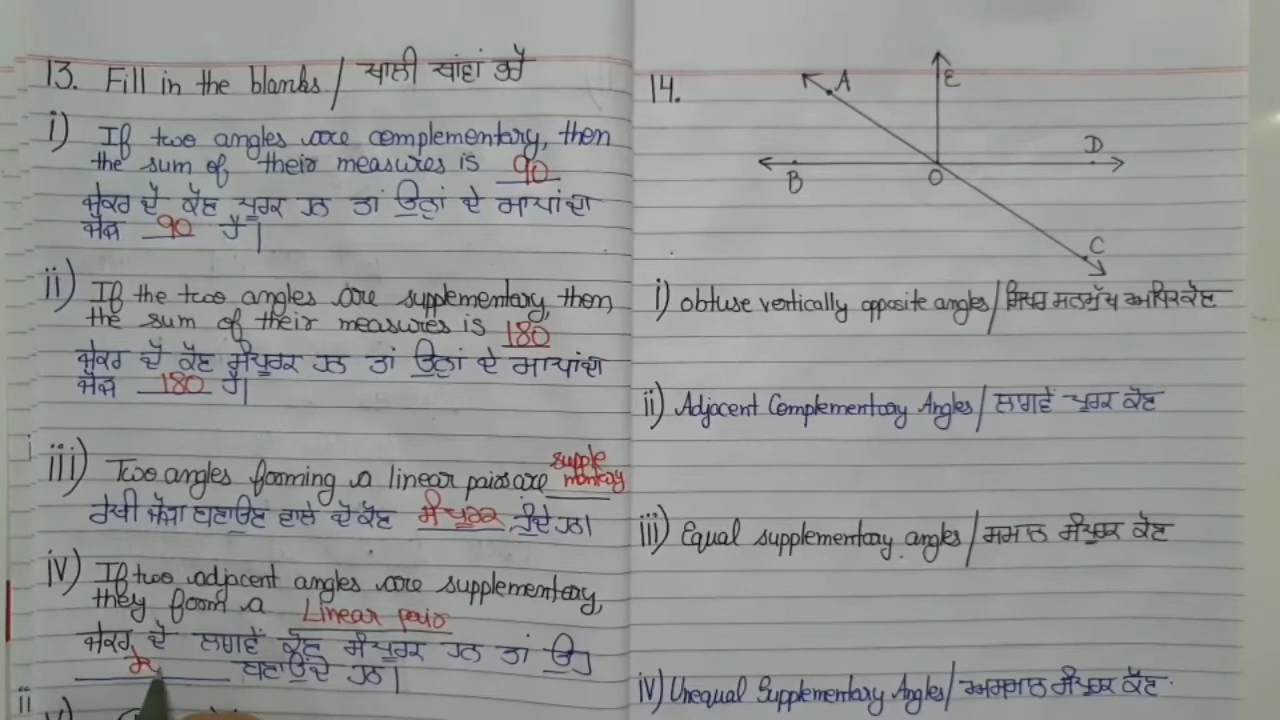 13. Fill in the blanks / ਖਾਲੀ ਥਾਂਵਾਂ ਭਰੋ
i) If two angles are complementary, then
the sum of their measures is 90
ਜੇਕਰ ਦੋ ਕੋਣ ਪੂਰਕ ਹਨ ਤਾਂ ਉਨ੍ਹਾਂ ਦੇ ਮਾਪਾਂ ਦਾ
ਜੋੜ 90 ਹੈ।
ii) If the two angles are supplementary, then
the sum of their measures is 180
ਜੇਕਰ ਦੋ ਕੋਣ ਸੰਪੂਰਕ ਹਨ ਤਾਂ ਉਨ੍ਹਾਂ ਦੇ ਮਾਪਾਂ ਦਾ
ਜੋੜ 180 ਹੈ।
iii) Two angles forming a linear pair are supplementary
ਰੇਖੀ ਜੋੜਾ ਬਣਾਉਣ ਵਾਲੇ ਦੋ ਕੋਣ ਸੰਪੂਰਕ ਹੁੰਦੇ ਹਨ।
iv) If two adjacent angles are supplementary,
they form a Linear pair
ਜੇਕਰ ਦੋ ਲਾਗਵੇਂ ਕੋਣ ਸੰਪੂਰਕ ਹਨ ਤਾਂ ਉਹ
ਬਣਾਉਂਦੇ ਹਨ।
ii
v)
14.
A
E
B
O
D
C
i) obtuse vertically opposite angles / ਸਿਖਰ ਸਨਮੁੱਖ ਅਧਿਕ ਕੋਣ
ii) Adjacent Complementary Angles / ਲਾਗਵੇਂ ਪੂਰਕ ਕੋਣ
iii) Equal supplementary angles / ਸਮਾਨ ਸੰਪੂਰਕ ਕੋਣ
iv) Unequal Supplementary Angles / ਅਸਮਾਨ ਸੰਪੂਰਕ ਕੋਣ